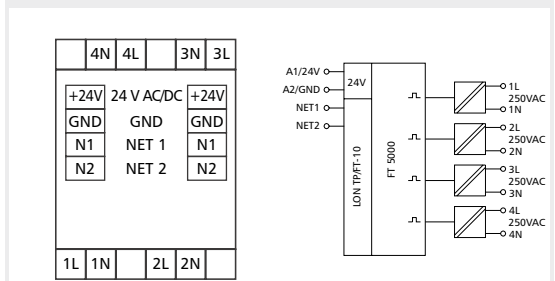 4N 4L 3N 3L
+24V 24 V AC/DC +24V
GND GND GND
N1 NET 1 N1
N2 NET 2 N2
1L 1N 2L 2N
A1/24V
A2/GND
NET1
NET2
24V
LON TP/FT-10
FT 5000
1L
250VAC
1N
2L
250VAC
2N
3L
250VAC
3N
4L
250VAC
4N